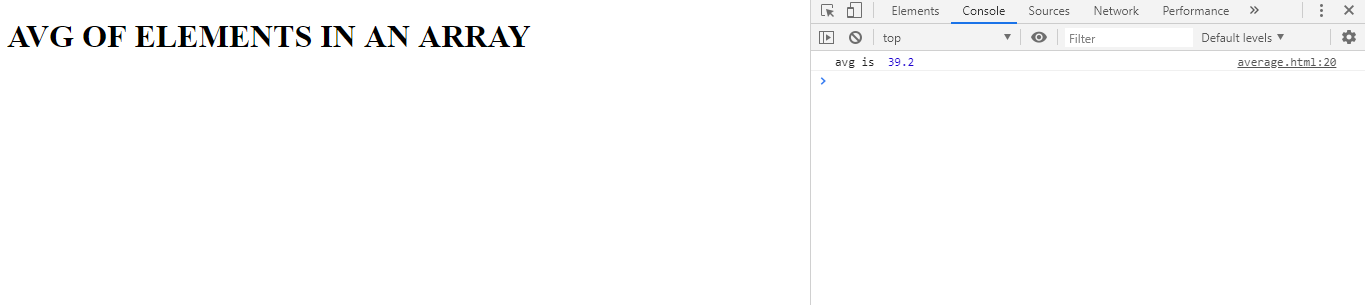 AVG OF ELEMENTS IN AN ARRAY
Elements Console Sources Network Performance »
top ▼ Filter Default levels ▼
avg is 39.2 average.html:20
>